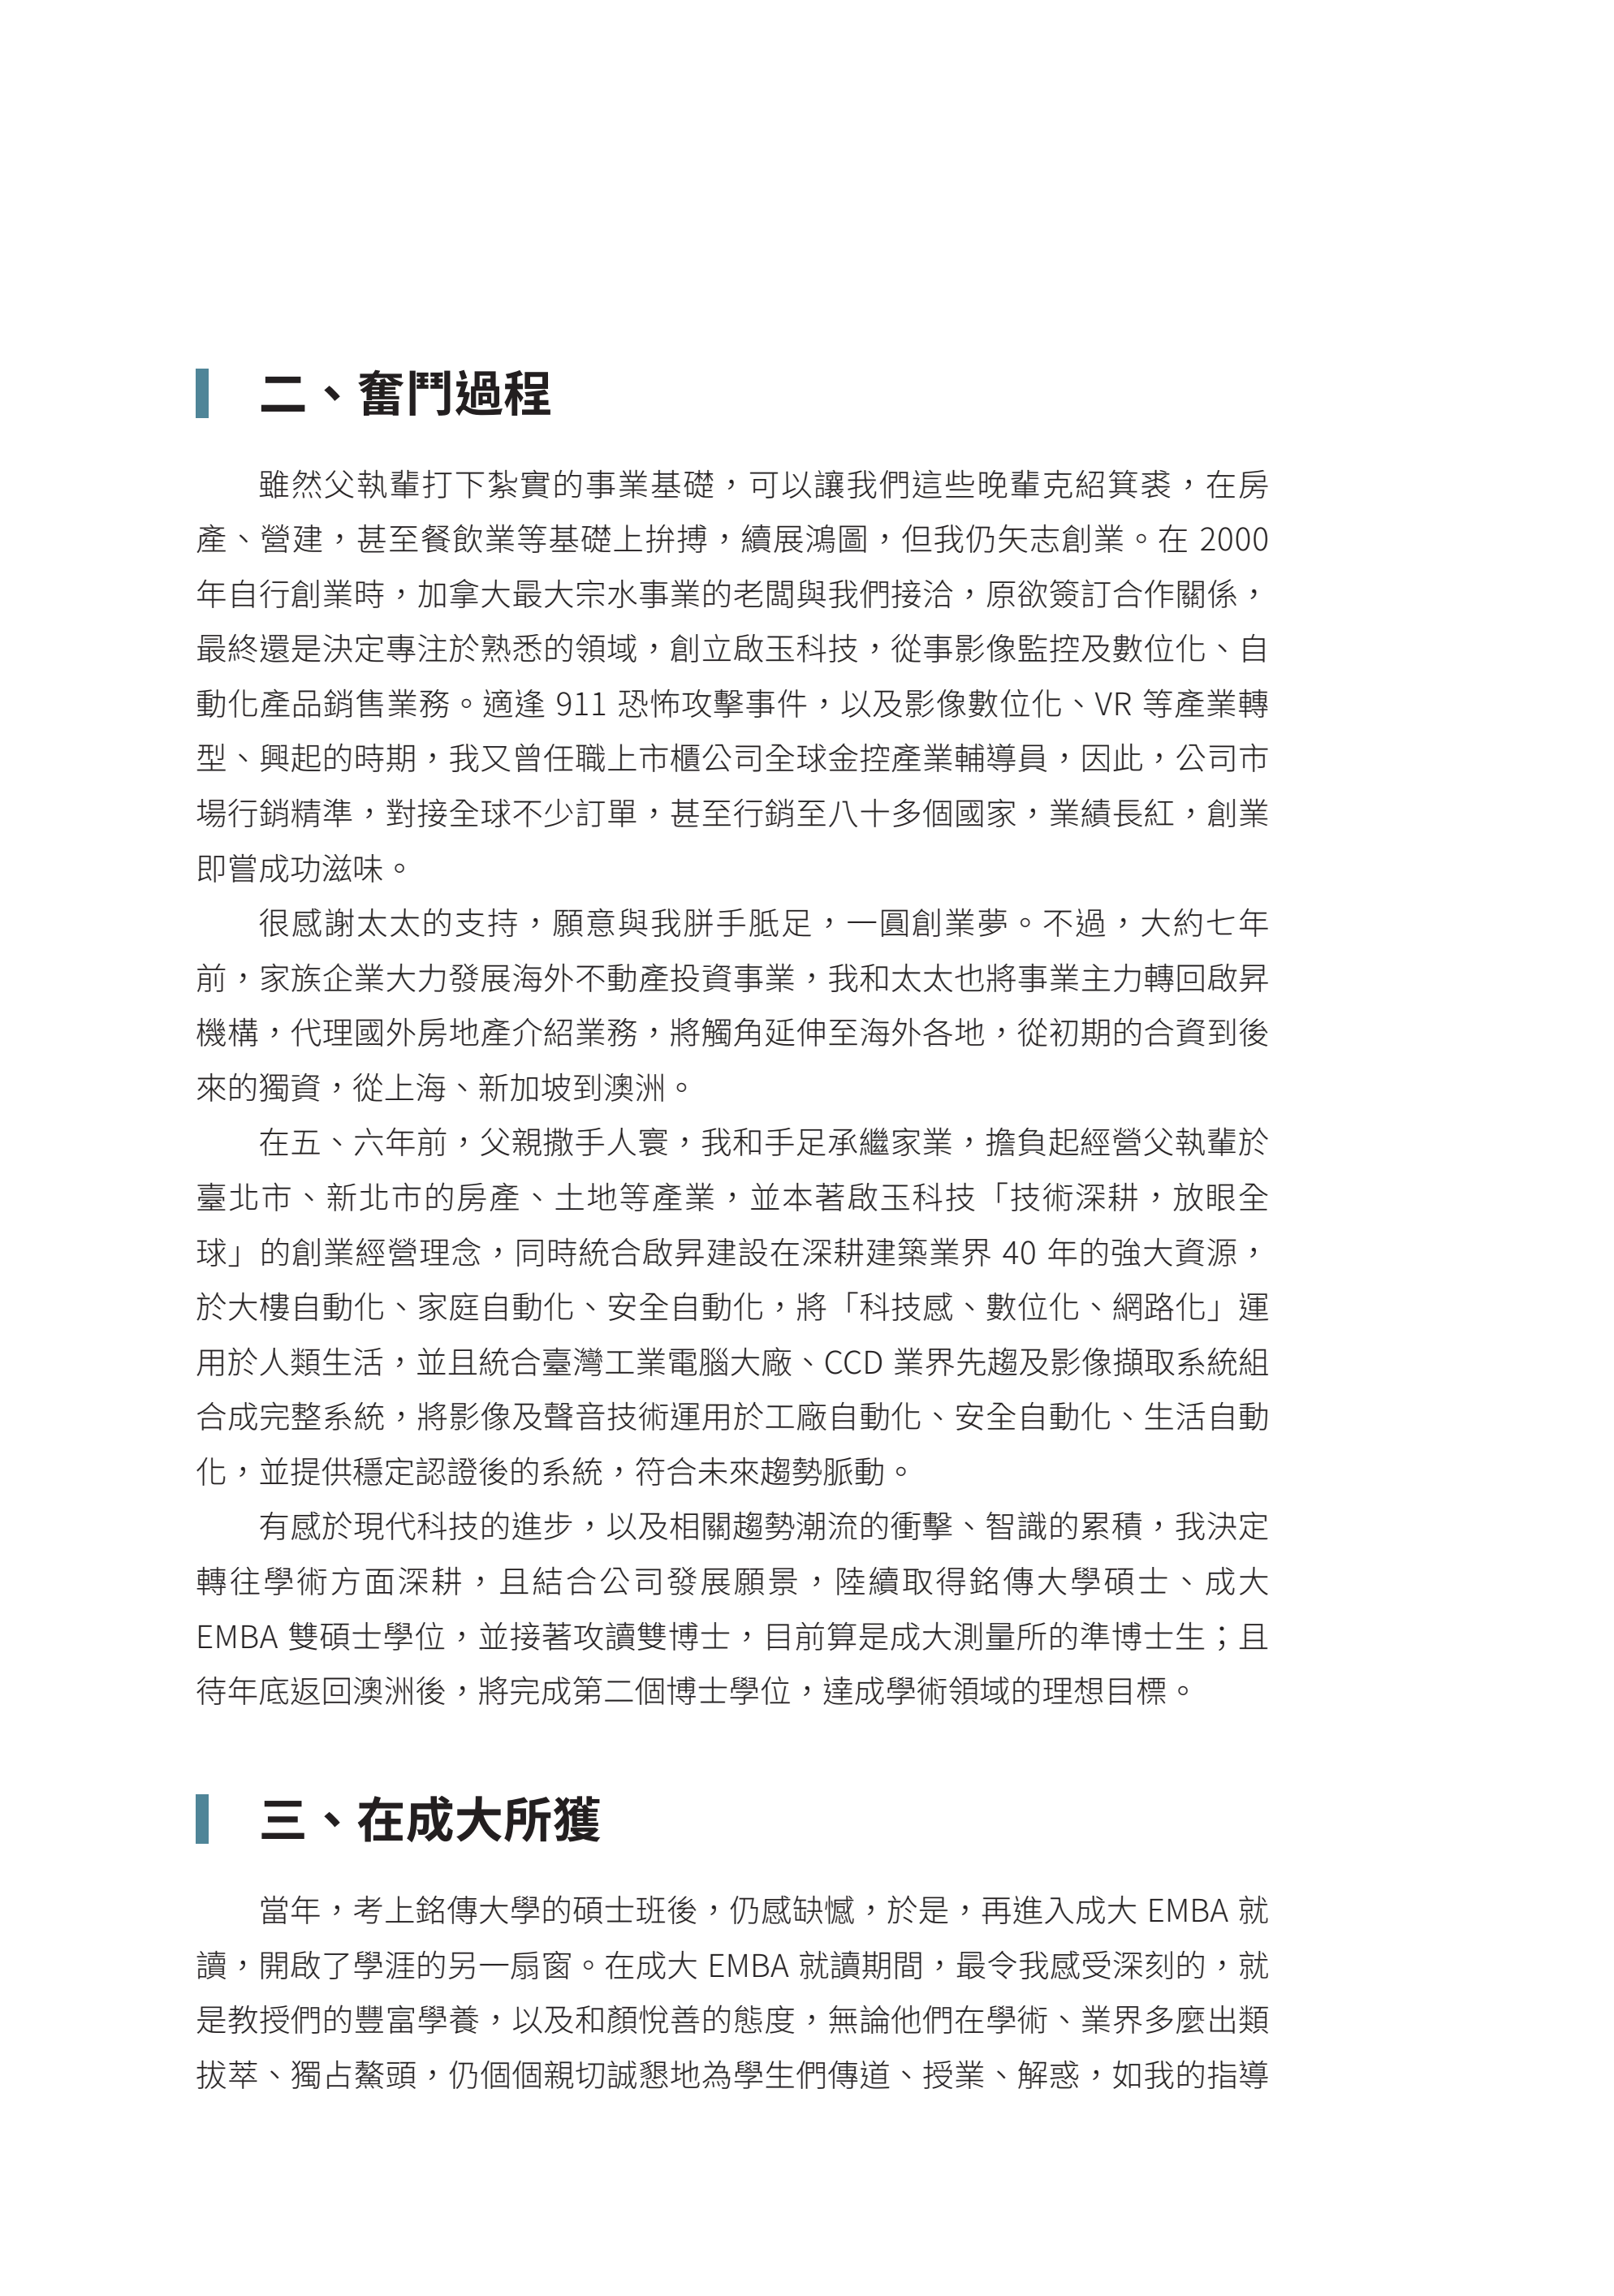 二、奮鬥過程
雖然父執輩打下紮實的事業基礎，可以讓我們這些晚輩克紹箕裘，在房
產、營建，甚至餐飲業等基礎上拚搏，續展鴻圖，但我仍矢志創業。在 2000
年自行創業時，加拿大最大宗水事業的老闆與我們接洽，原欲簽訂合作關係，
最終還是決定專注於熟悉的領域，創立啟玉科技，從事影像監控及數位化、自
動化產品銷售業務。適逢 911 恐怖攻擊事件，以及影像數位化、VR 等產業轉
型、興起的時期，我又曾任職上市櫃公司全球金控產業輔導員，因此，公司市
場行銷精準，對接全球不少訂單，甚至行銷至八十多個國家，業績長紅，創業
即嘗成功滋味。
很感謝太太的支持，願意與我胼手胝足，一圓創業夢。不過，大約七年
前，家族企業大力發展海外不動產投資事業，我和太太也將事業主力轉回啟昇
機構，代理國外房地產介紹業務，將觸角延伸至海外各地，從初期的合資到後
來的獨資，從上海、新加坡到澳洲。
在五、六年前，父親撒手人寰，我和手足承繼家業，擔負起經營父執輩於
臺北市、新北市的房產、土地等產業，並本著啟玉科技「技術深耕，放眼全
球」的創業經營理念，同時統合啟昇建設在深耕建築業界 40 年的強大資源，
於大樓自動化、家庭自動化、安全自動化，將「科技感、數位化、網路化」運
用於人類生活，並且統合臺灣工業電腦大廠、CCD 業界先趨及影像擷取系統組
合成完整系統，將影像及聲音技術運用於工廠自動化、安全自動化、生活自動
化，並提供穩定認證後的系統，符合未來趨勢脈動。
有感於現代科技的進步，以及相關趨勢潮流的衝擊、智識的累積，我決定
轉往學術方面深耕，且結合公司發展願景，陸續取得銘傳大學碩士、成大
EMBA 雙碩士學位，並接著攻讀雙博士，目前算是成大測量所的準博士生；且
待年底返回澳洲後，將完成第二個博士學位，達成學術領域的理想目標。
三、在成大所獲
當年，考上銘傳大學的碩士班後，仍感缺憾，於是，再進入成大 EMBA 就
讀，開啟了學涯的另一扇窗。在成大 EMBA 就讀期間，最令我感受深刻的，就
是教授們的豐富學養，以及和顏悅善的態度，無論他們在學術、業界多麼出類
拔萃、獨占鰲頭，仍個個親切誠懇地為學生們傳道、授業、解惑，如我的指導